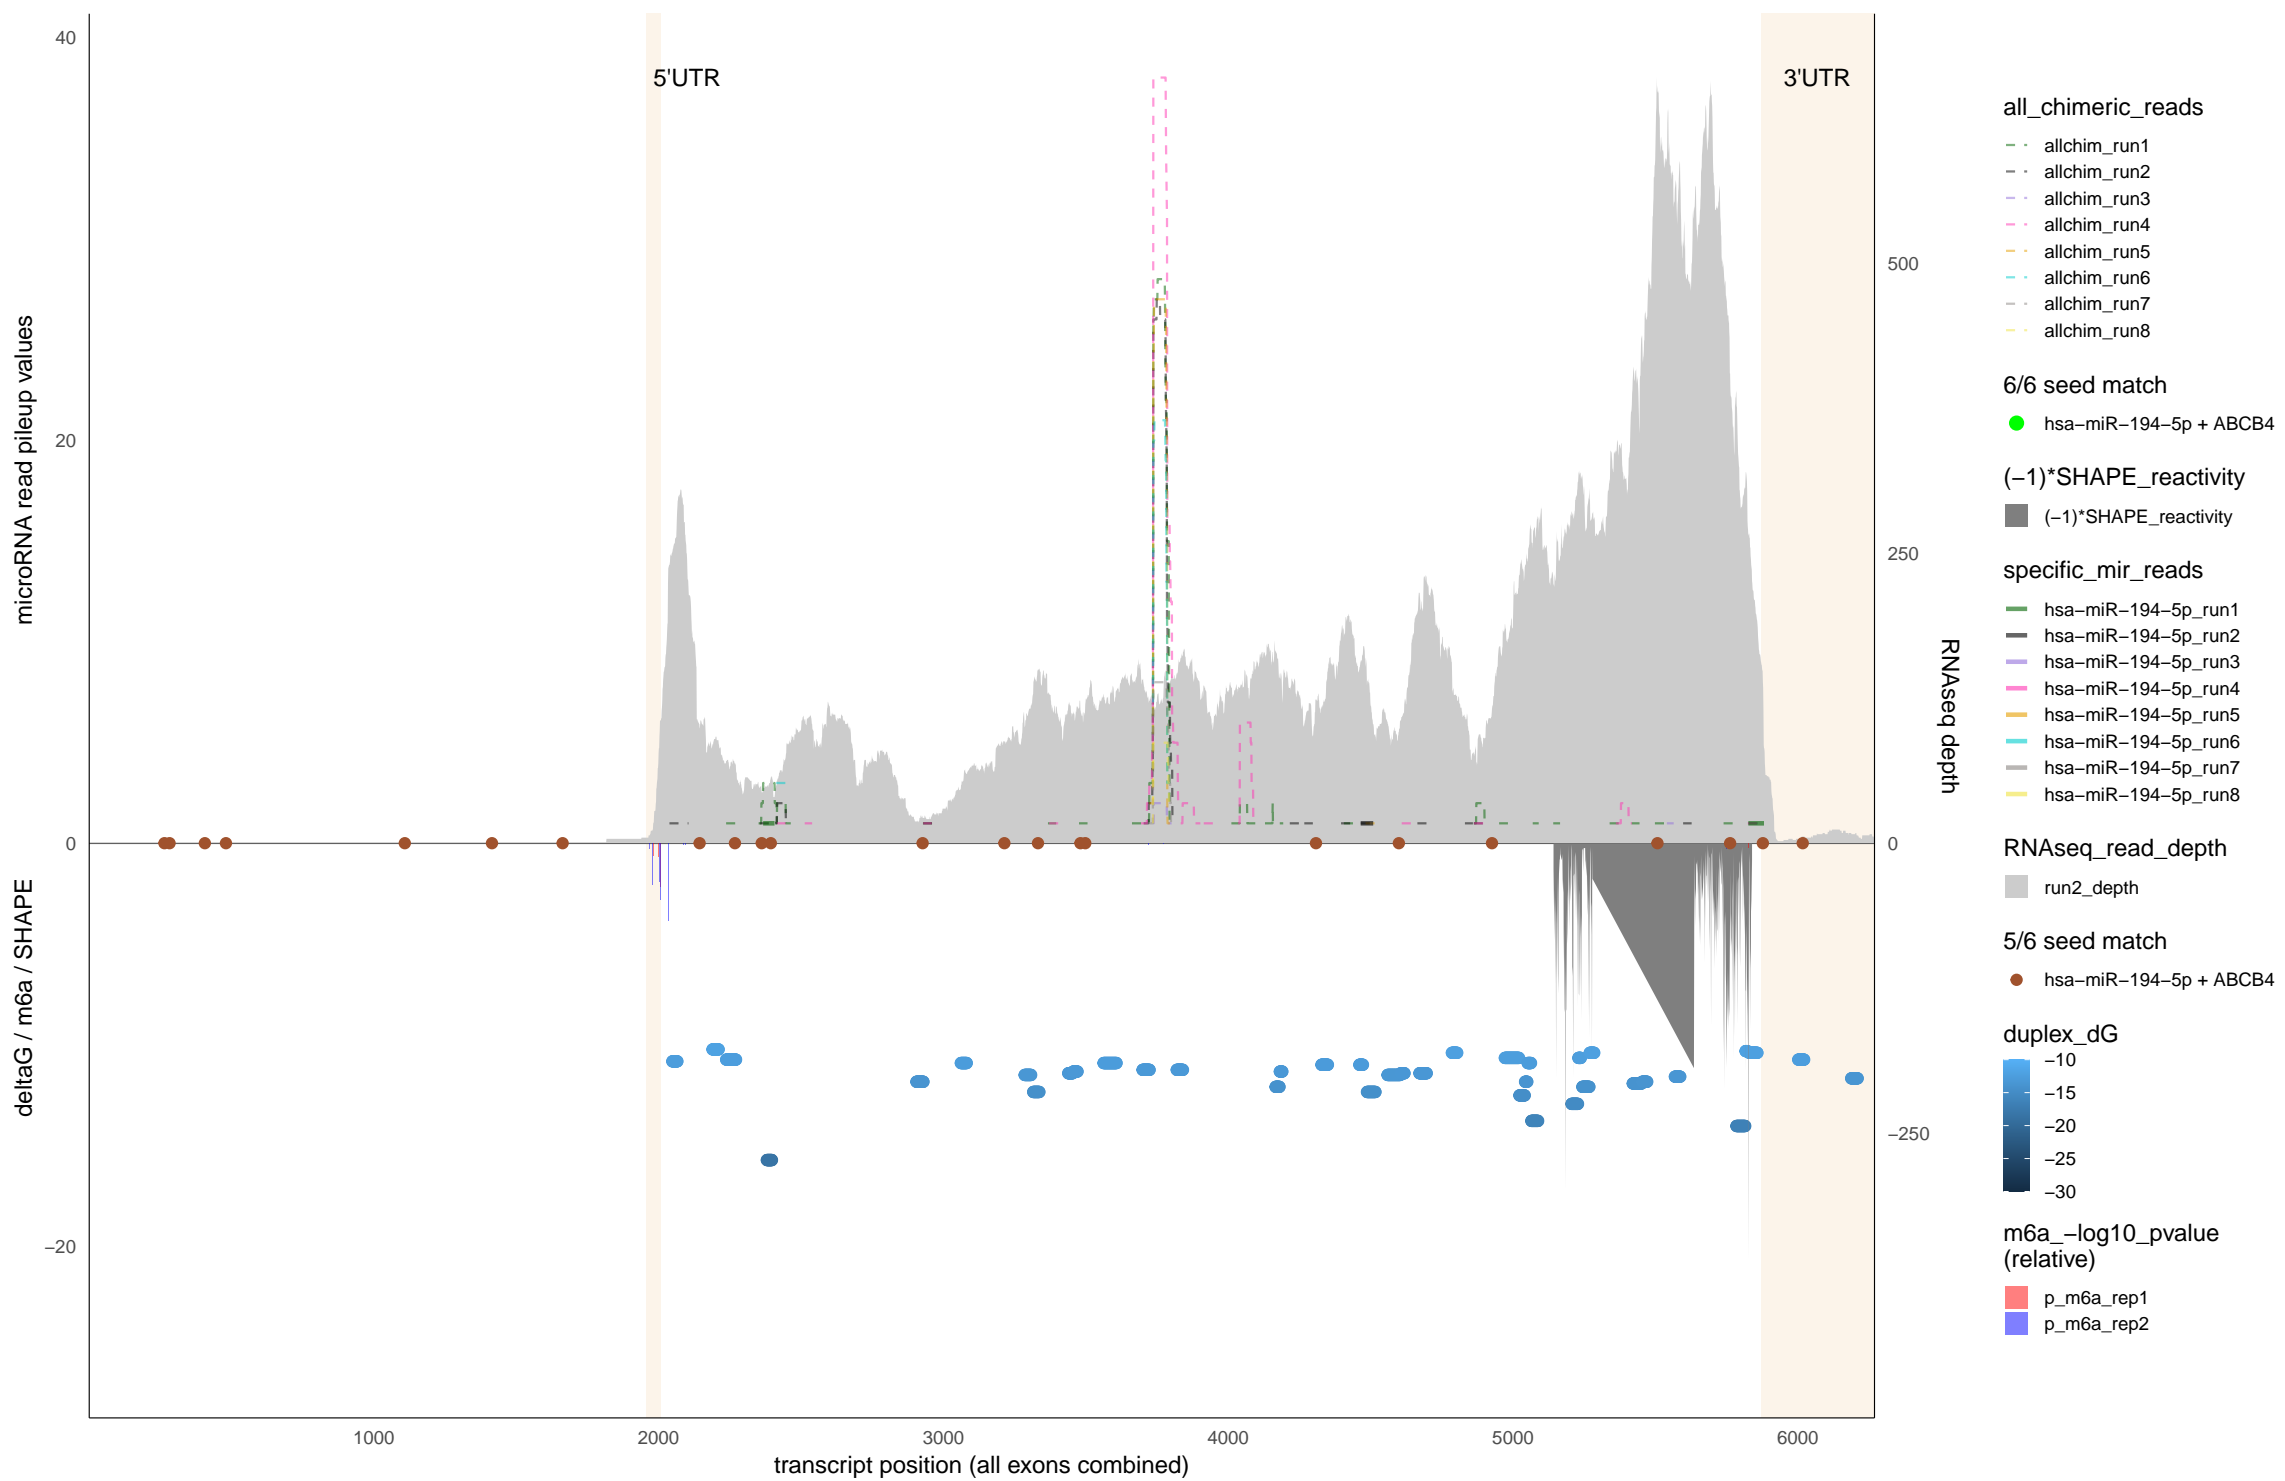 40
20
0
−20
microRNA read pileup values
deltaG / m6a / SHAPE
5'UTR
3'UTR
500
250
0
−250
RNAseq depth
1000
2000
3000
4000
5000
6000
transcript position (all exons combined)
all_chimeric_reads
allchim_run1
allchim_run2
allchim_run3
allchim_run4
allchim_run5
allchim_run6
allchim_run7
allchim_run8
6/6 seed match
hsa−miR−194−5p + ABCB4
(−1)*SHAPE_reactivity
(−1)*SHAPE_reactivity
specific_mir_reads
hsa−miR−194−5p_run1
hsa−miR−194−5p_run2
hsa−miR−194−5p_run3
hsa−miR−194−5p_run4
hsa−miR−194−5p_run5
hsa−miR−194−5p_run6
hsa−miR−194−5p_run7
hsa−miR−194−5p_run8
RNAseq_read_depth
run2_depth
5/6 seed match
hsa−miR−194−5p + ABCB4
duplex_dG
−10
−15
−20
−25
−30
m6a_−log10_pvalue
(relative)
p_m6a_rep1
p_m6a_rep2